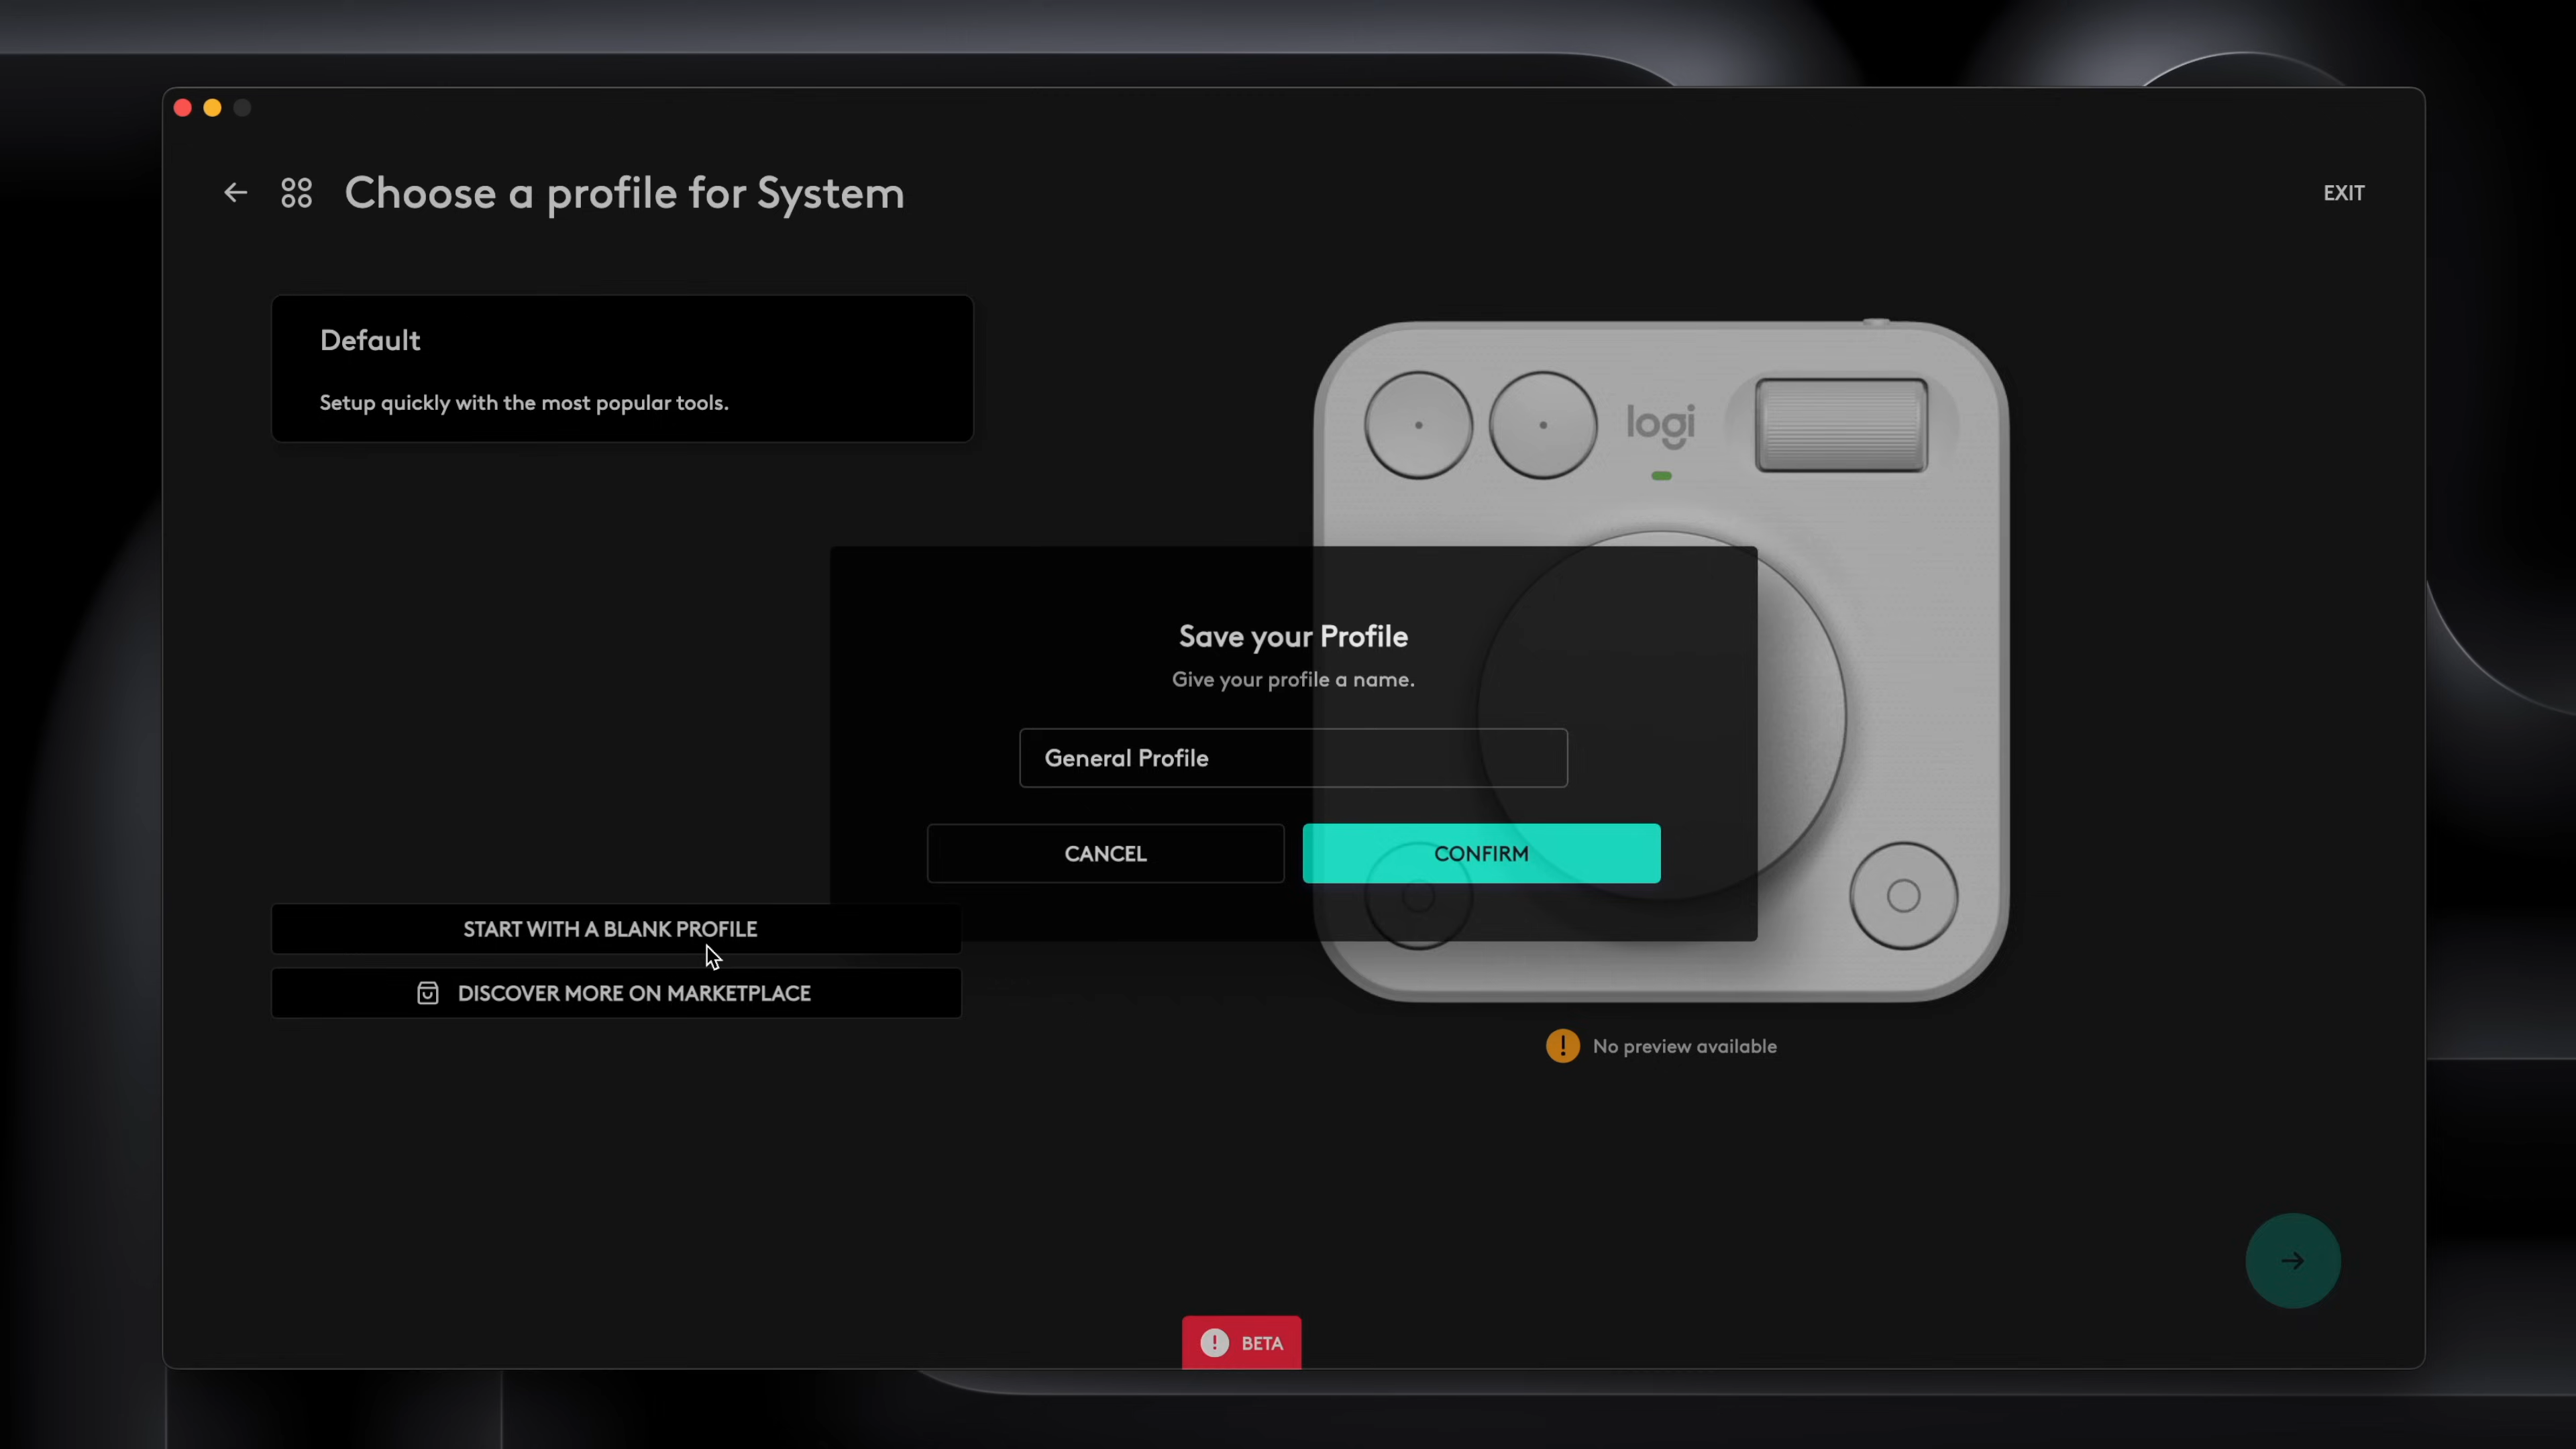 Choose a profile for System
EXIT
Default
Setup quickly with the most popular tools.
logi
Save your Profile
Give your profile a name.
General Profile
CANCEL
CONFIRM
START WITH A BLANK PROFILE
DISCOVER MORE ON MARKETPLACE
! No preview available
! BETA